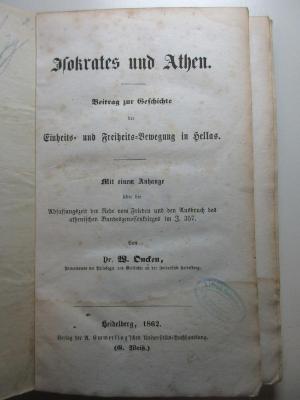 Isokrates und Athen.
Beitrag zur Geschichte
der
Einheits- und Freiheits-Bewegung in Hellas.
Mit einem Anhange
über die
Abfassungszeit der Rede vom Frieden und den Ausbruch des
athenischen Bundesgenossenkrieges im J. 357.
Von
Dr. W. Oncken,
der Philologie und Geschichte an der Universität Heidelberg.
Heidelberg, 1862.
Verlag der A. Emmerling'schen Universitäts-Buchhandlung.
(G. Weiß.)